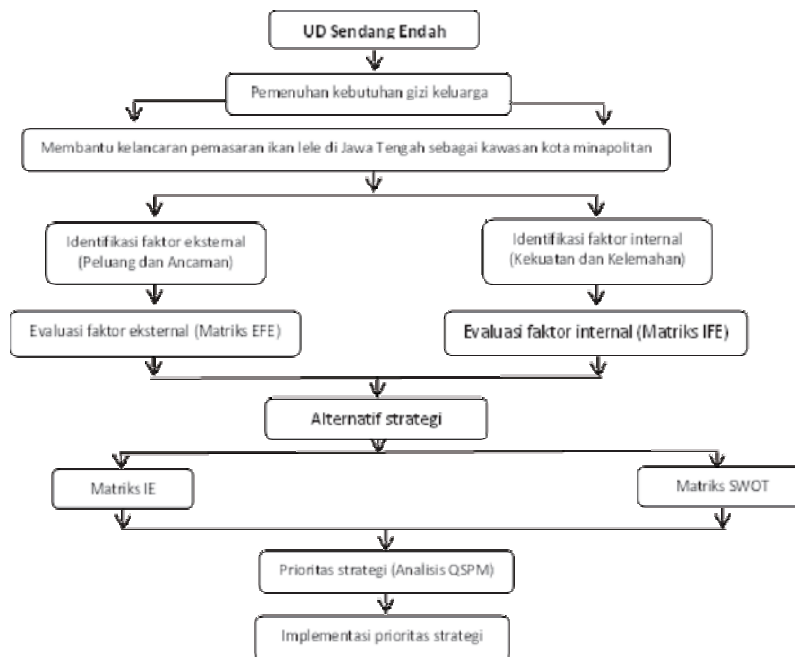 UD Sendang Endah
Pemenuhan kebutuhan gizi keluarga
Membantu kelancaran pemasaran ikan lele di Jawa Tengah sebagai kawasan kota minapolitan
Identifikasi faktor eksternal
(Peluang dan Ancaman)
Identifikasi faktor internal
(Kekuatan dan Kelemahan)
Evaluasi faktor eksternal (Matriks EFE)
Evaluasi faktor internal (Matriks IFE)
Alternatif strategi
Matriks IE
Matriks SWOT
Prioritas strategi (Analisis QSPM)
Implementasi prioritas strategi